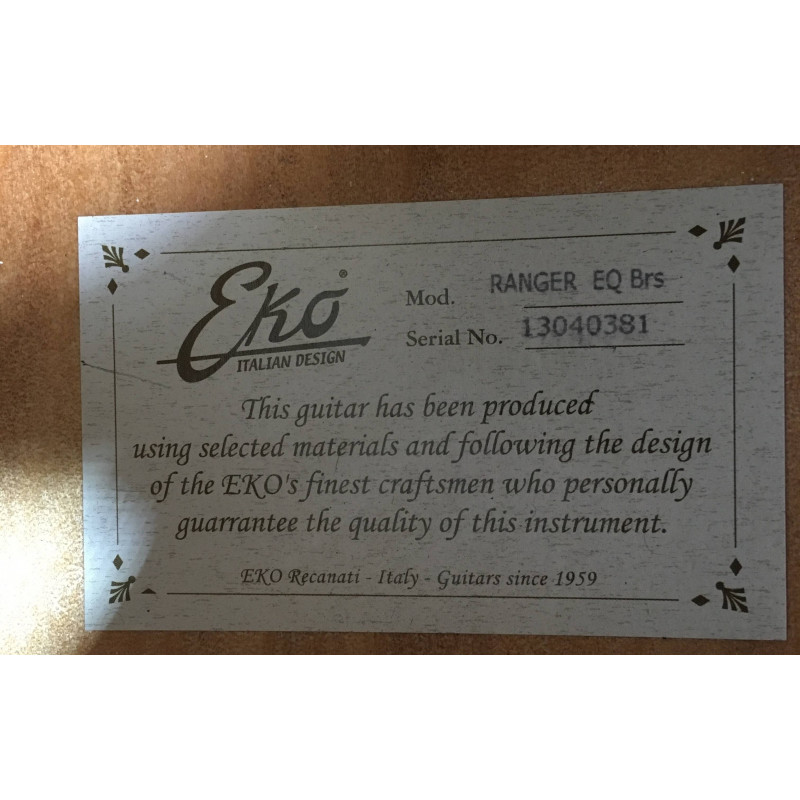 Eko®
ITALIAN DESIGN
Mod. RANGER EQ Brs
Serial No. 13040381
This guitar has been produced
using selected materials and following the design
of the EKO's finest craftsmen who personally
guarrantee the quality of this instrument.
EKO Recanati - Italy - Guitars since 1959